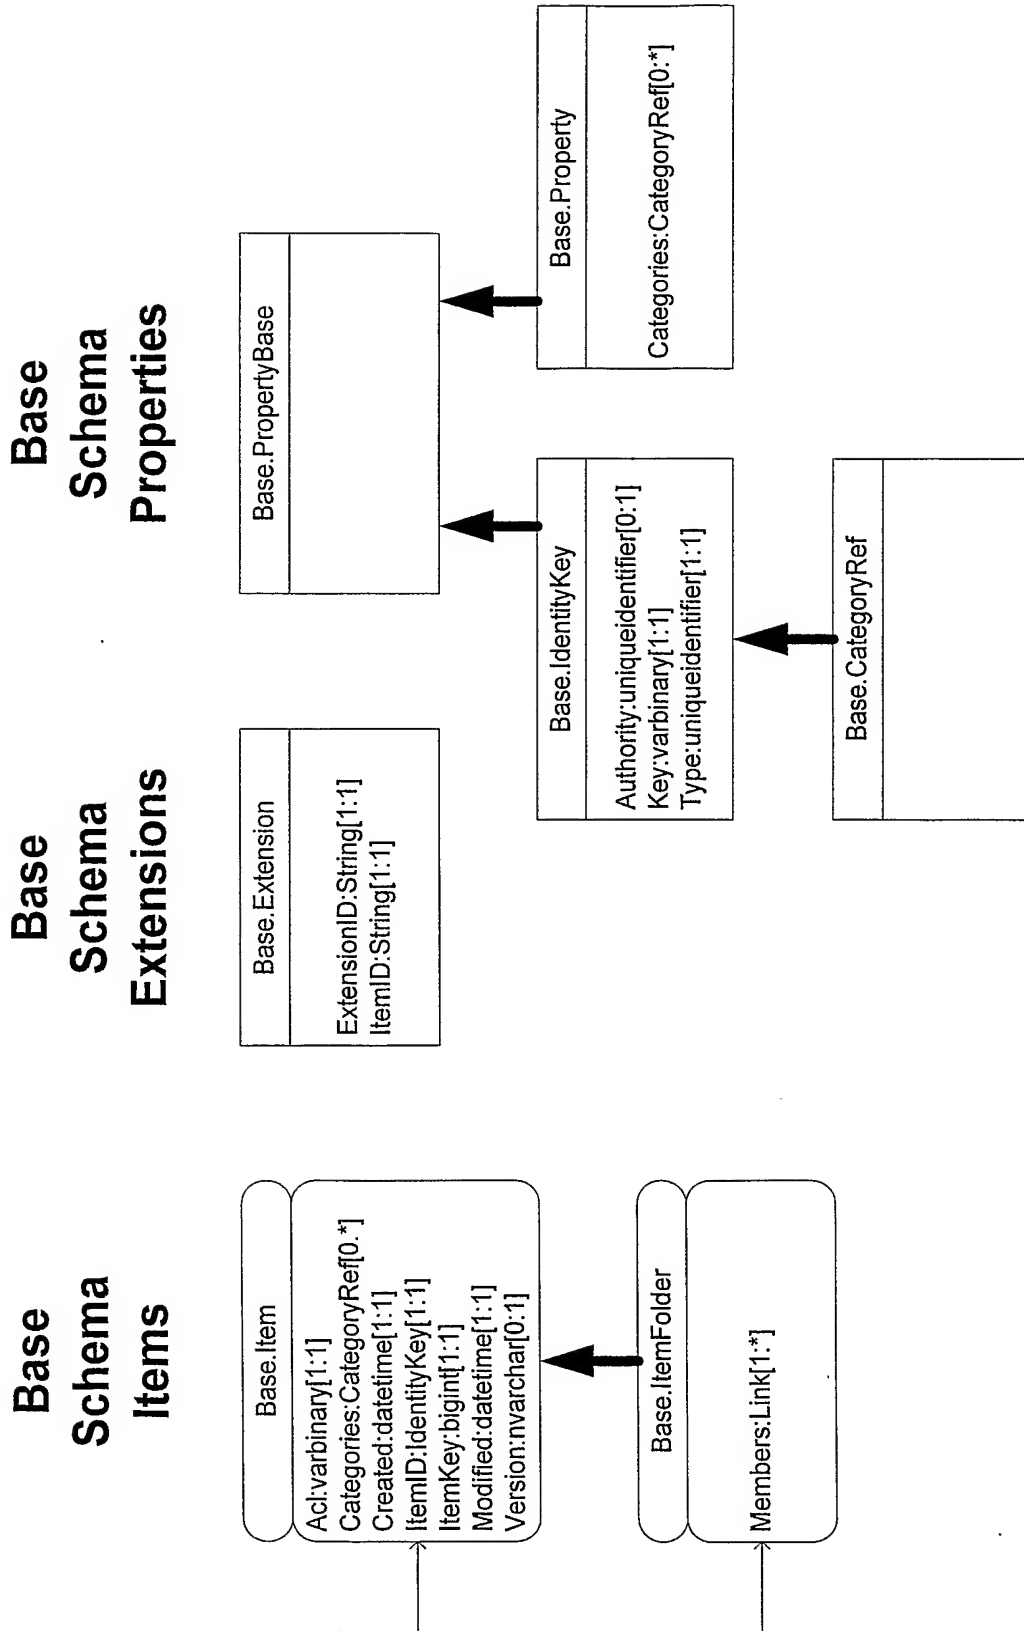 Base
Schema
Items
Base.Item
Acl:varbinary[1:1]
Categories:CategoryRef[0.*]
Created:datetime[1:1]
ItemID:IdentityKey[1:1]
ItemKey:bigint[1:1]
Modified:datetime[1:1]
Version:nvarchar[0:1]
Base.ItemFolder
Members:Link[1:*]
Base
Schema
Extensions
Base.Extension
ExtensionID:String[1:1]
ItemID:String[1:1]
Base
Schema
Properties
Base.PropertyBase
Base.IdentityKey
Authority:uniqueidentifier[0:1]
Key:varbinary[1:1]
Type:uniqueidentifier[1:1]
Base.Property
Categories:CategoryRef[0:*]
Base.CategoryRef